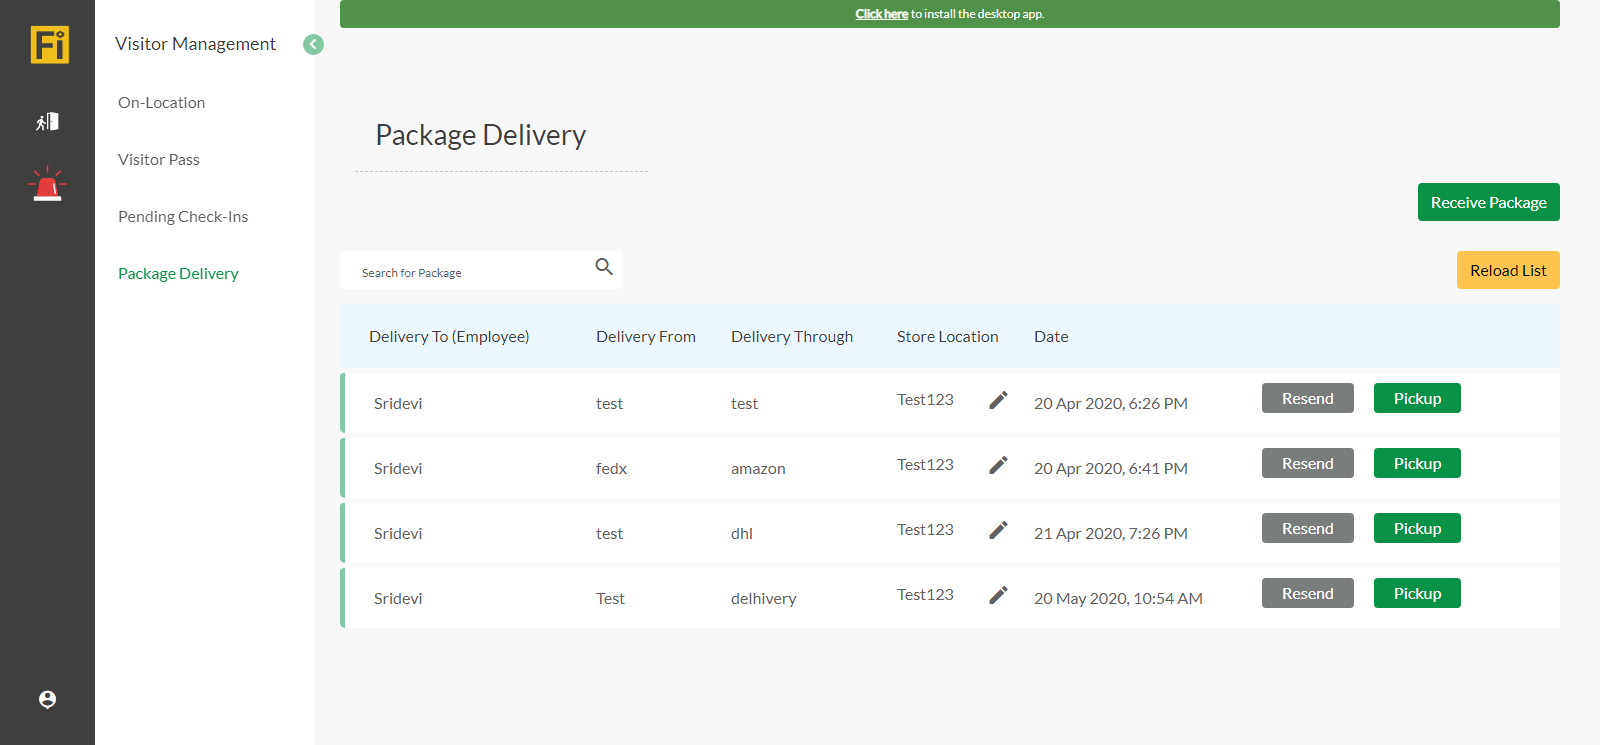 Click here to install the desktop app.
Fi
Visitor Management
On-Location
Visitor Pass
Pending Check-Ins
Package Delivery
Package Delivery
Receive Package
Search for Package
Reload List
Delivery To (Employee) Delivery From Delivery Through Store Location Date
Sridevi test test Test123 20 Apr 2020, 6:26 PM Resend Pickup
Sridevi fedx amazon Test123 20 Apr 2020, 6:41 PM Resend Pickup
Sridevi test dhl Test123 21 Apr 2020, 7:26 PM Resend Pickup
Sridevi Test delhivery Test123 20 May 2020, 10:54 AM Resend Pickup